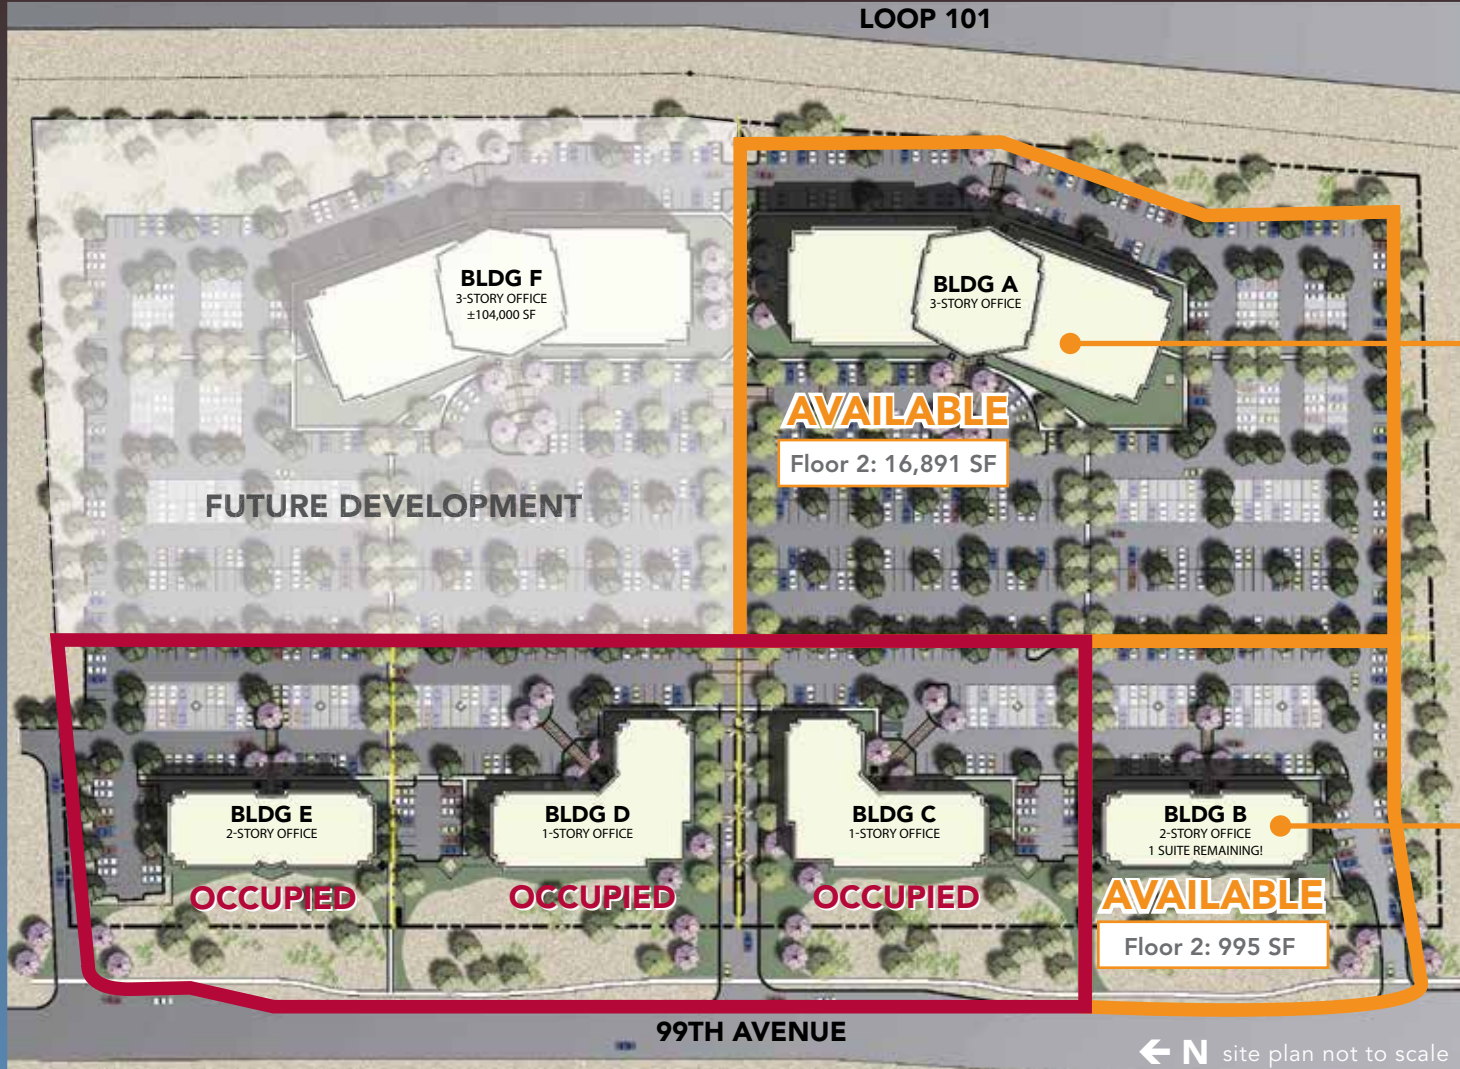 LOOP 101
BLDG F
3-STORY OFFICE
±104,000 SF
BLDG A
3-STORY OFFICE
AVAILABLE
Floor 2: 16,891 SF
FUTURE DEVELOPMENT
BLDG E
2-STORY OFFICE
OCCUPIED
BLDG D
1-STORY OFFICE
OCCUPIED
BLDG C
1-STORY OFFICE
OCCUPIED
BLDG B
2-STORY OFFICE
1 SUITE REMAINING!
AVAILABLE
Floor 2: 995 SF
99TH AVENUE
← N site plan not to scale